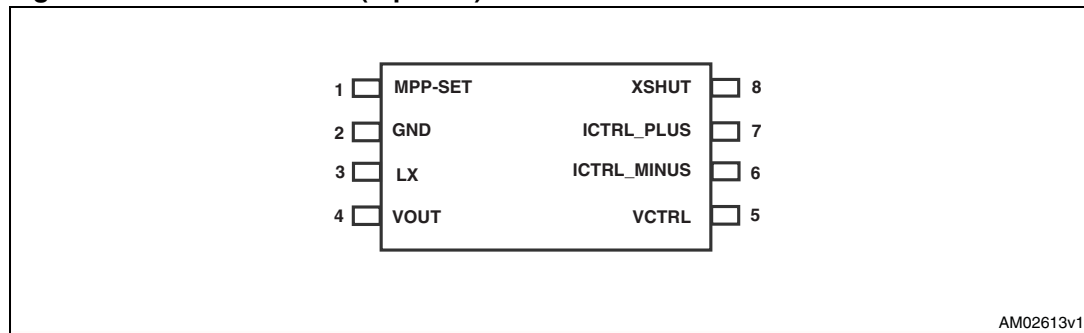 1 MPP-SET XSHUT 8
2 GND ICTRL_PLUS 7
3 LX ICTRL_MINUS 6
4 VOUT VCTRL 5
AM02613v1